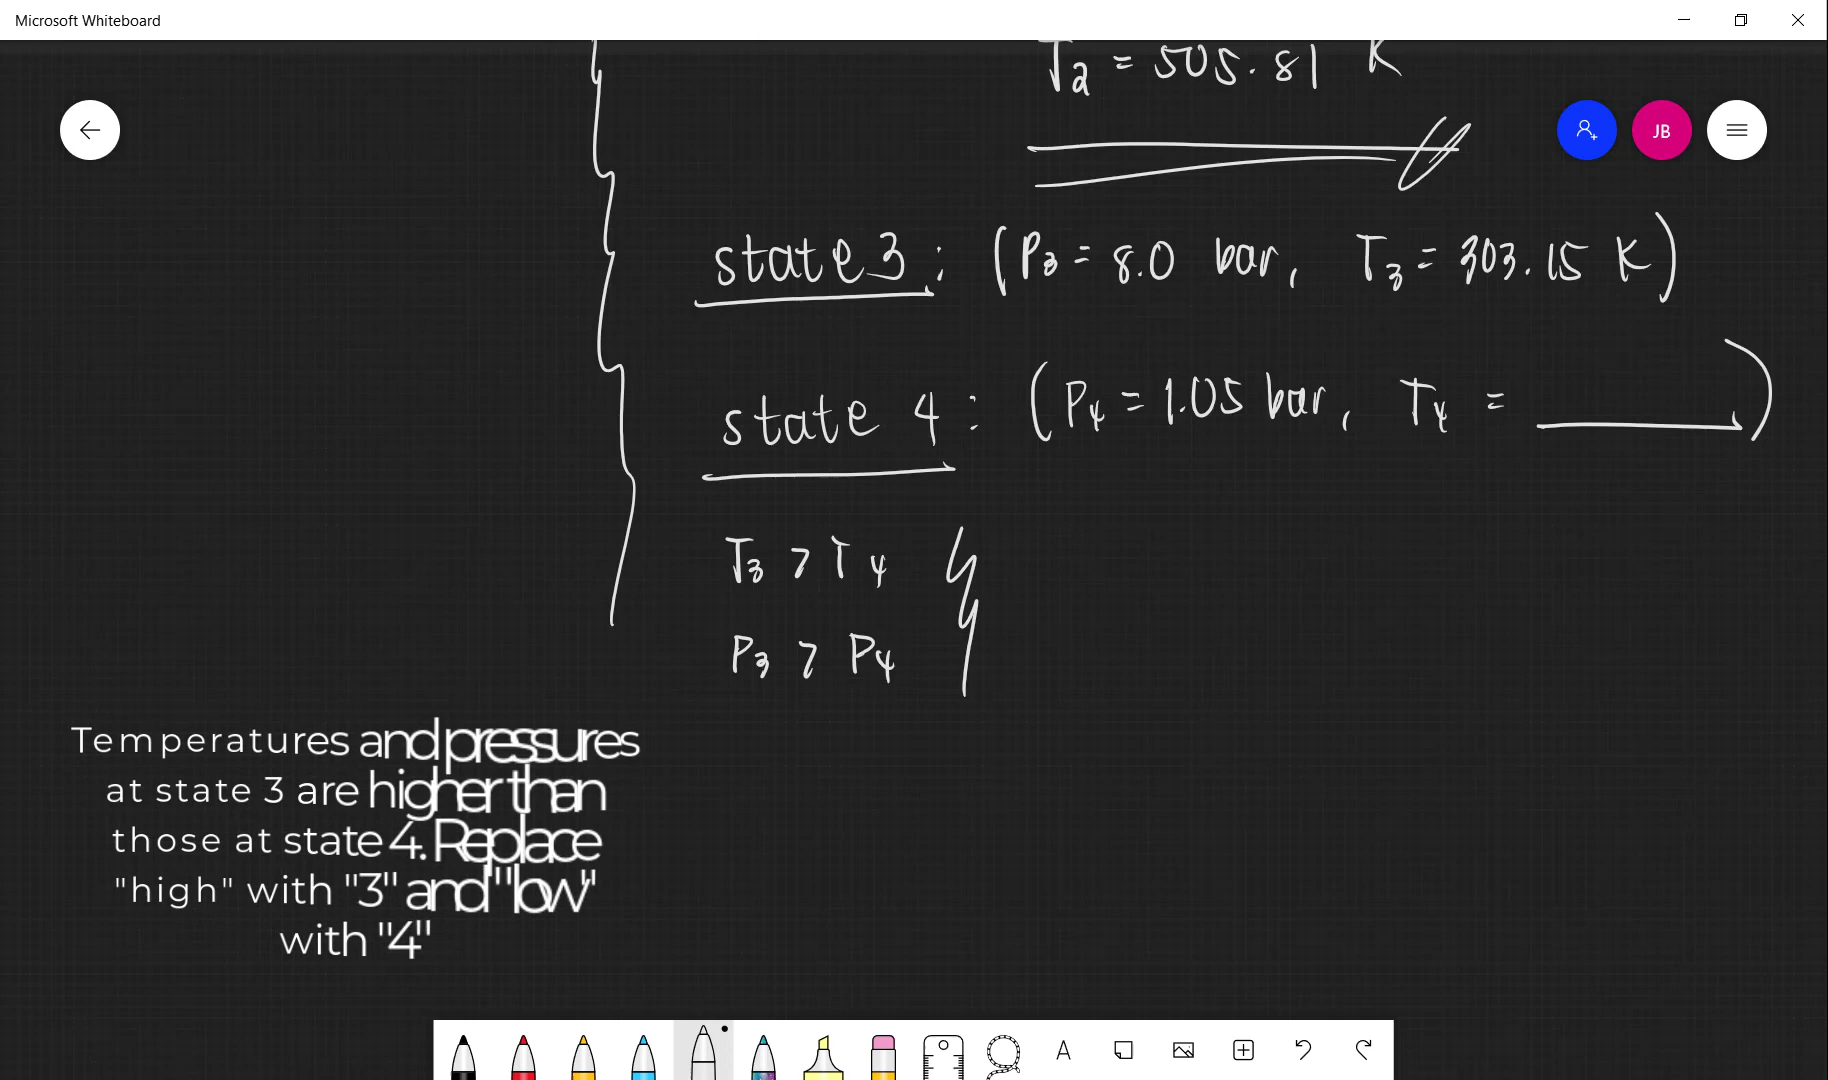 Microsoft Whiteboard
T2 = 505.81 K
JB
state 3: (P3 = 8.0 bar, T3 = 303.15 K)
state 4: (P4 = 1.05 bar, T4 = ______)
T3 > T4
P3 > P4
Temperatures and pressures
at state 3 are higher than
those at state 4. Replace
"high" with "3" and "low"
with "4"
A